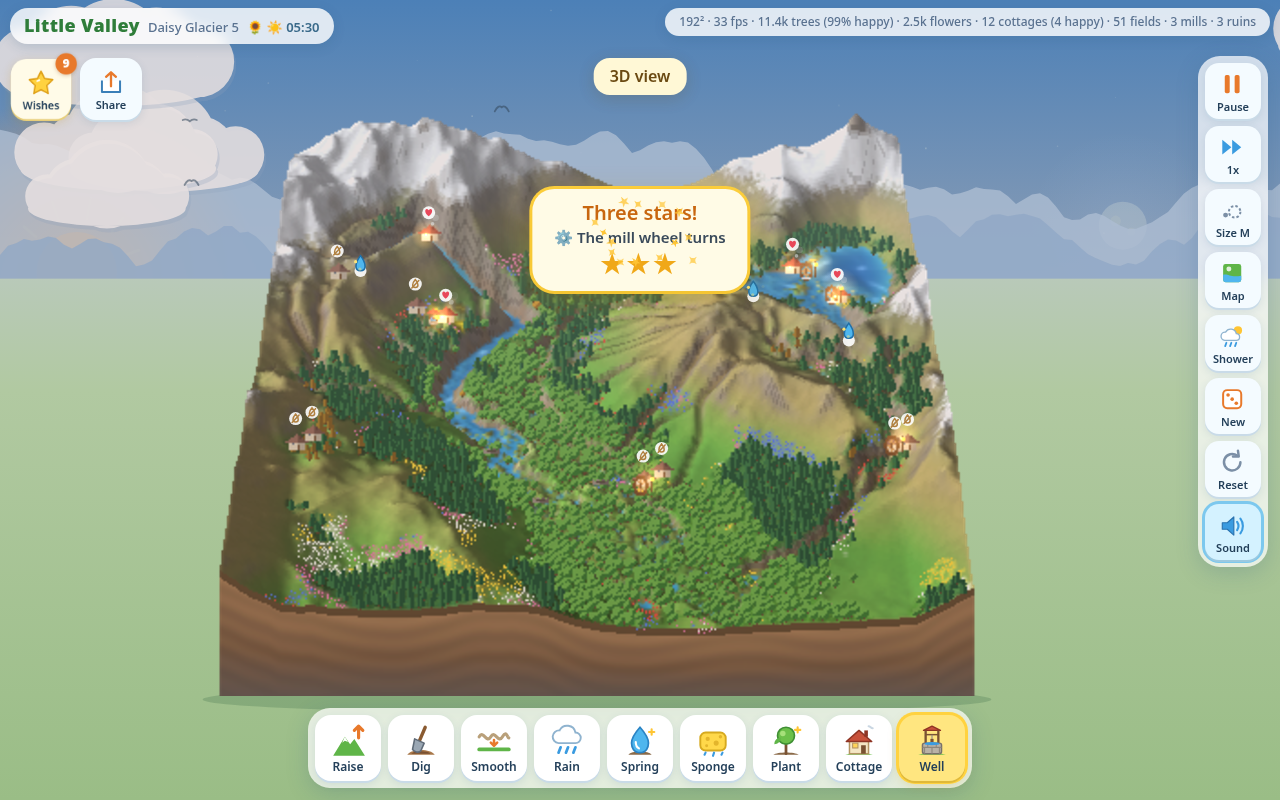 Little Valley Daisy Glacier 5 🌻 ☀️ 05:30
192² · 33 fps · 11.4k trees (99% happy) · 2.5k flowers · 12 cottages (4 happy) · 51 fields · 3 mills · 3 ruins
9
Wishes
Share
3D view
Three stars!
⚙️ The mill wheel turns
★★★
Pause
1x
Size M
Map
Shower
New
Reset
Sound
Raise
Dig
Smooth
Rain
Spring
Sponge
Plant
Cottage
Well